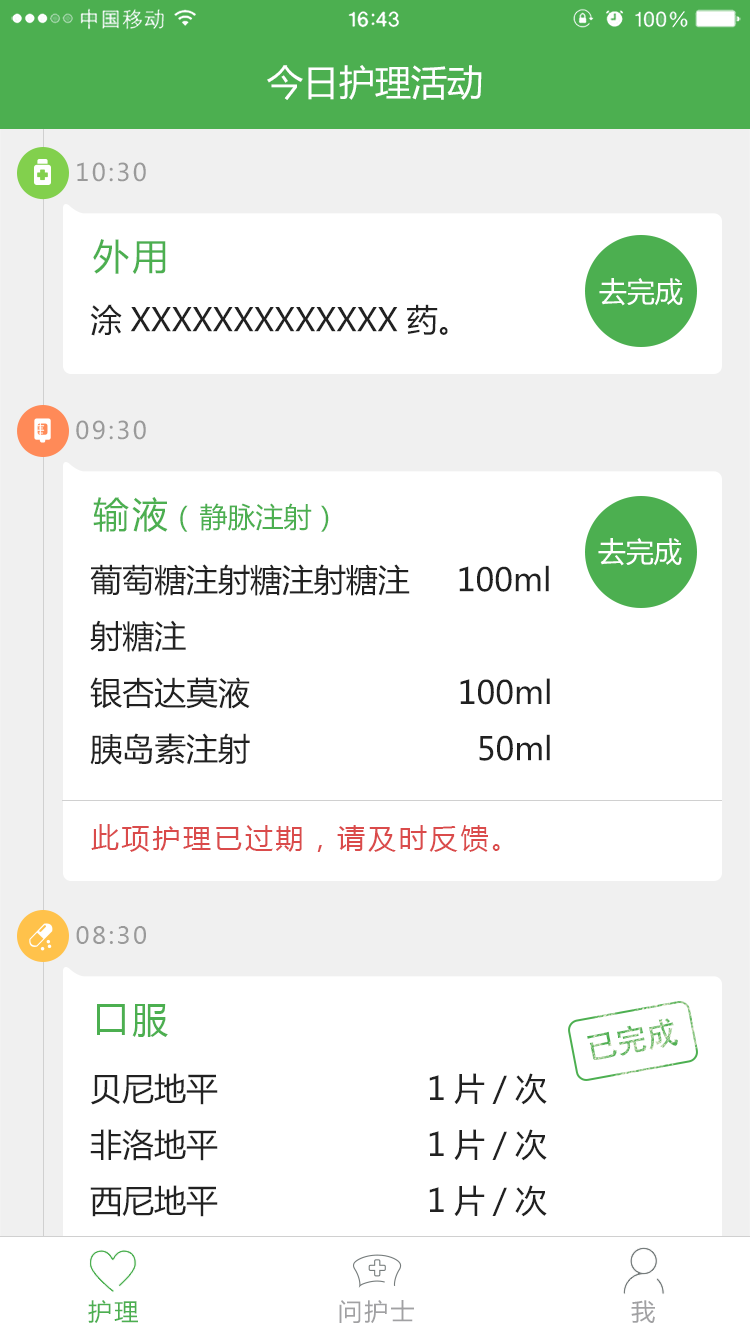 中国移动 16:43 100%
今日护理活动
10:30
外用
涂 XXXXXXXXXXXXX 药。
去完成
09:30
输液（静脉注射）
去完成
葡萄糖注射糖注射糖注 100ml
射糖注
银杏达莫液 100ml
胰岛素注射 50ml
此项护理已过期，请及时反馈。
08:30
口服
已完成
贝尼地平 1 片 / 次
非洛地平 1 片 / 次
西尼地平 1 片 / 次
护理 问护士 我